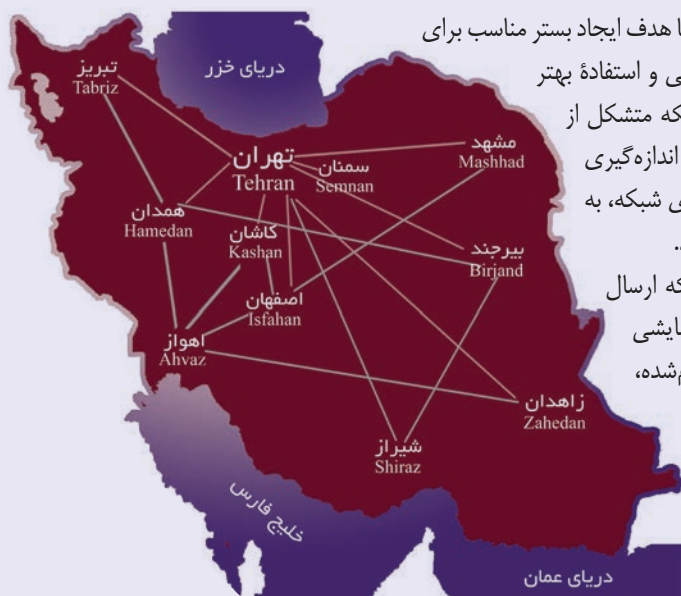 ا هدف ایجاد بستر مناسب برای
ی و استفادهٔ بهتر
که متشکل از
اندازه‌گیری
ی شبکه، به
.
که ارسال
مایشی
م‌شده،
دریای خزر
تبریز
Tabriz
تهران
Tehran
سمنان
Semnan
مشهد
Mashhad
همدان
Hamedan
کاشان
Kashan
بیرجند
Birjand
اصفهان
Isfahan
اهواز
Ahvaz
زاهدان
Zahedan
شیراز
Shiraz
خلیج فارس
دریای عمان